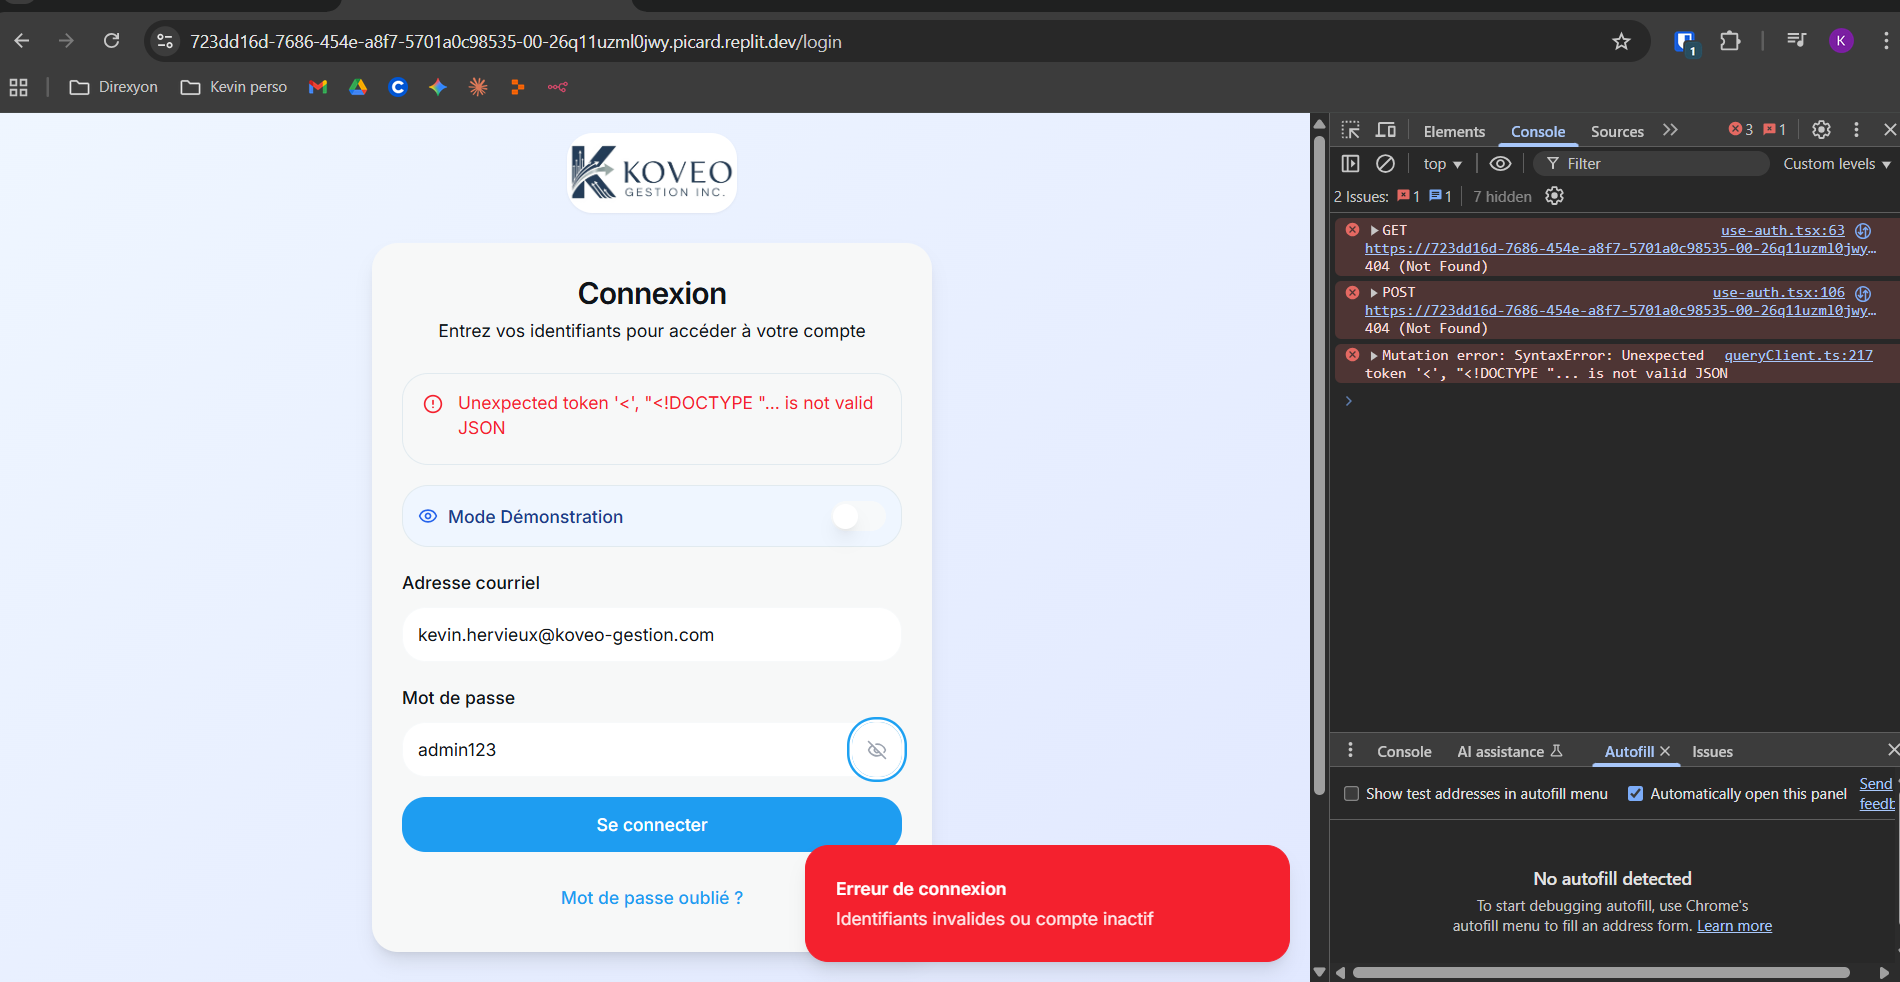 723dd16d-7686-454e-a8f7-5701a0c98535-00-26q11uzml0jwy.picard.replit.dev/login
1
K
Direxyon
Kevin perso
KOVEO
GESTION INC.
Connexion
Entrez vos identifiants pour accéder à votre compte
Unexpected token '<', "<!DOCTYPE "... is not valid
JSON
Mode Démonstration
Adresse courriel
kevin.hervieux@koveo-gestion.com
Mot de passe
admin123
Se connecter
Mot de passe oublié ?
Erreur de connexion
Identifiants invalides ou compte inactif
Elements
Console
Sources
3
1
top
Filter
Custom levels
2 Issues:
1
1
7 hidden
GET
use-auth.tsx:63
https://723dd16d-7686-454e-a8f7-5701a0c98535-00-26q11uzml0jwy…
404 (Not Found)
POST
use-auth.tsx:106
https://723dd16d-7686-454e-a8f7-5701a0c98535-00-26q11uzml0jwy…
404 (Not Found)
Mutation error: SyntaxError: Unexpected
queryClient.ts:217
token '<', "<!DOCTYPE "... is not valid JSON
Console
AI assistance
Autofill
Issues
Show test addresses in autofill menu
Automatically open this panel
Send
feedb
No autofill detected
To start debugging autofill, use Chrome's
autofill menu to fill an address form. Learn more